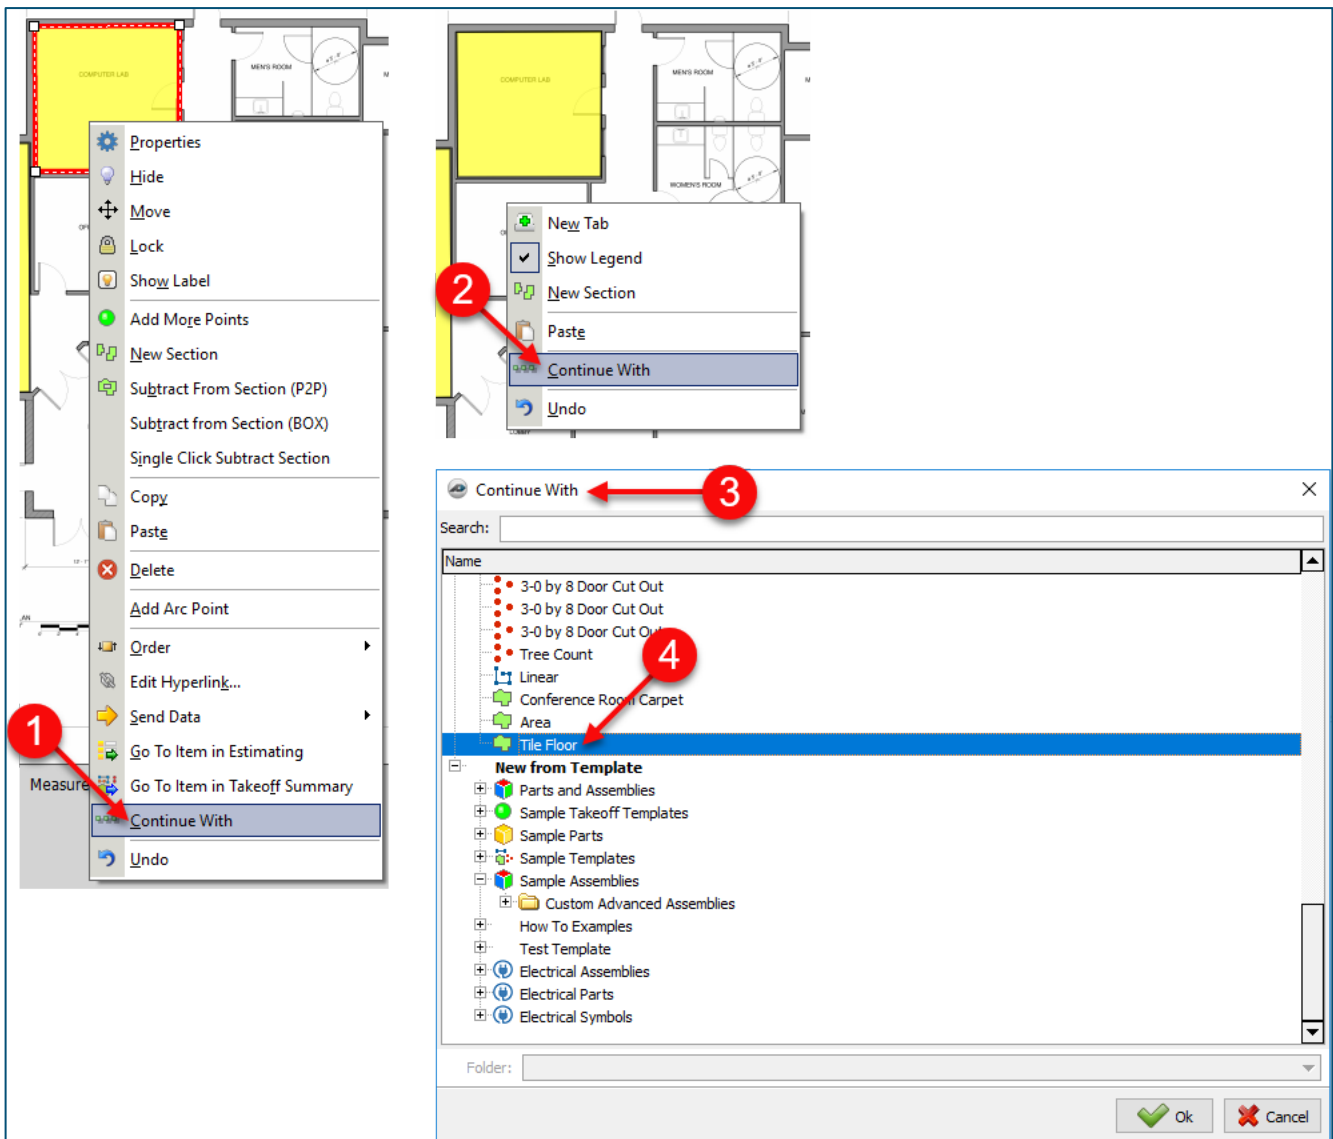 COMPUTER LAB
MEN'S ROOM
Properties
Hide
Move
Lock
Show Label
Add More Points
New Section
Subtract From Section (P2P)
Subtract from Section (BOX)
Single Click Subtract Section
Copy
Paste
Delete
Add Arc Point
Order
Edit Hyperlink...
Send Data
Go To Item in Estimating
Measure
Go To Item in Takeoff Summary
1
Continue With
Undo
COMPUTER LAB
MEN'S ROOM
WOMEN'S ROOM
New Tab
Show Legend
2
New Section
Paste
Continue With
Undo
LOBBY
Continue With
3
Search:
Name
3-0 by 8 Door Cut Out
3-0 by 8 Door Cut Out
3-0 by 8 Door Cut Out
Tree Count
4
Linear
Conference Room Carpet
Area
Tile Floor
New from Template
Parts and Assemblies
Sample Takeoff Templates
Sample Parts
Sample Templates
Sample Assemblies
Custom Advanced Assemblies
How To Examples
Test Template
Electrical Assemblies
Electrical Parts
Electrical Symbols
Folder:
Ok
Cancel